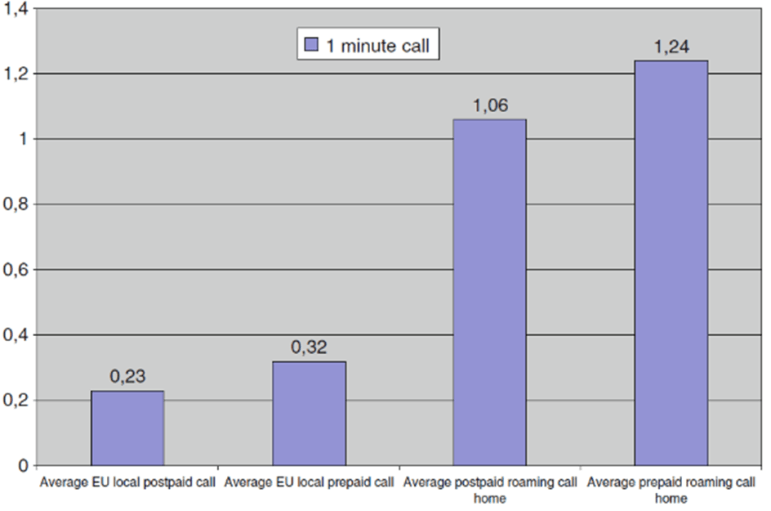 1,4
1,2
1
0,8
0,6
0,4
0,2
0
1 minute call
0,23
0,32
1,06
1,24
Average EU local postpaid call
Average EU local prepaid call
Average postpaid roaming call
home
Average prepaid roaming call
home